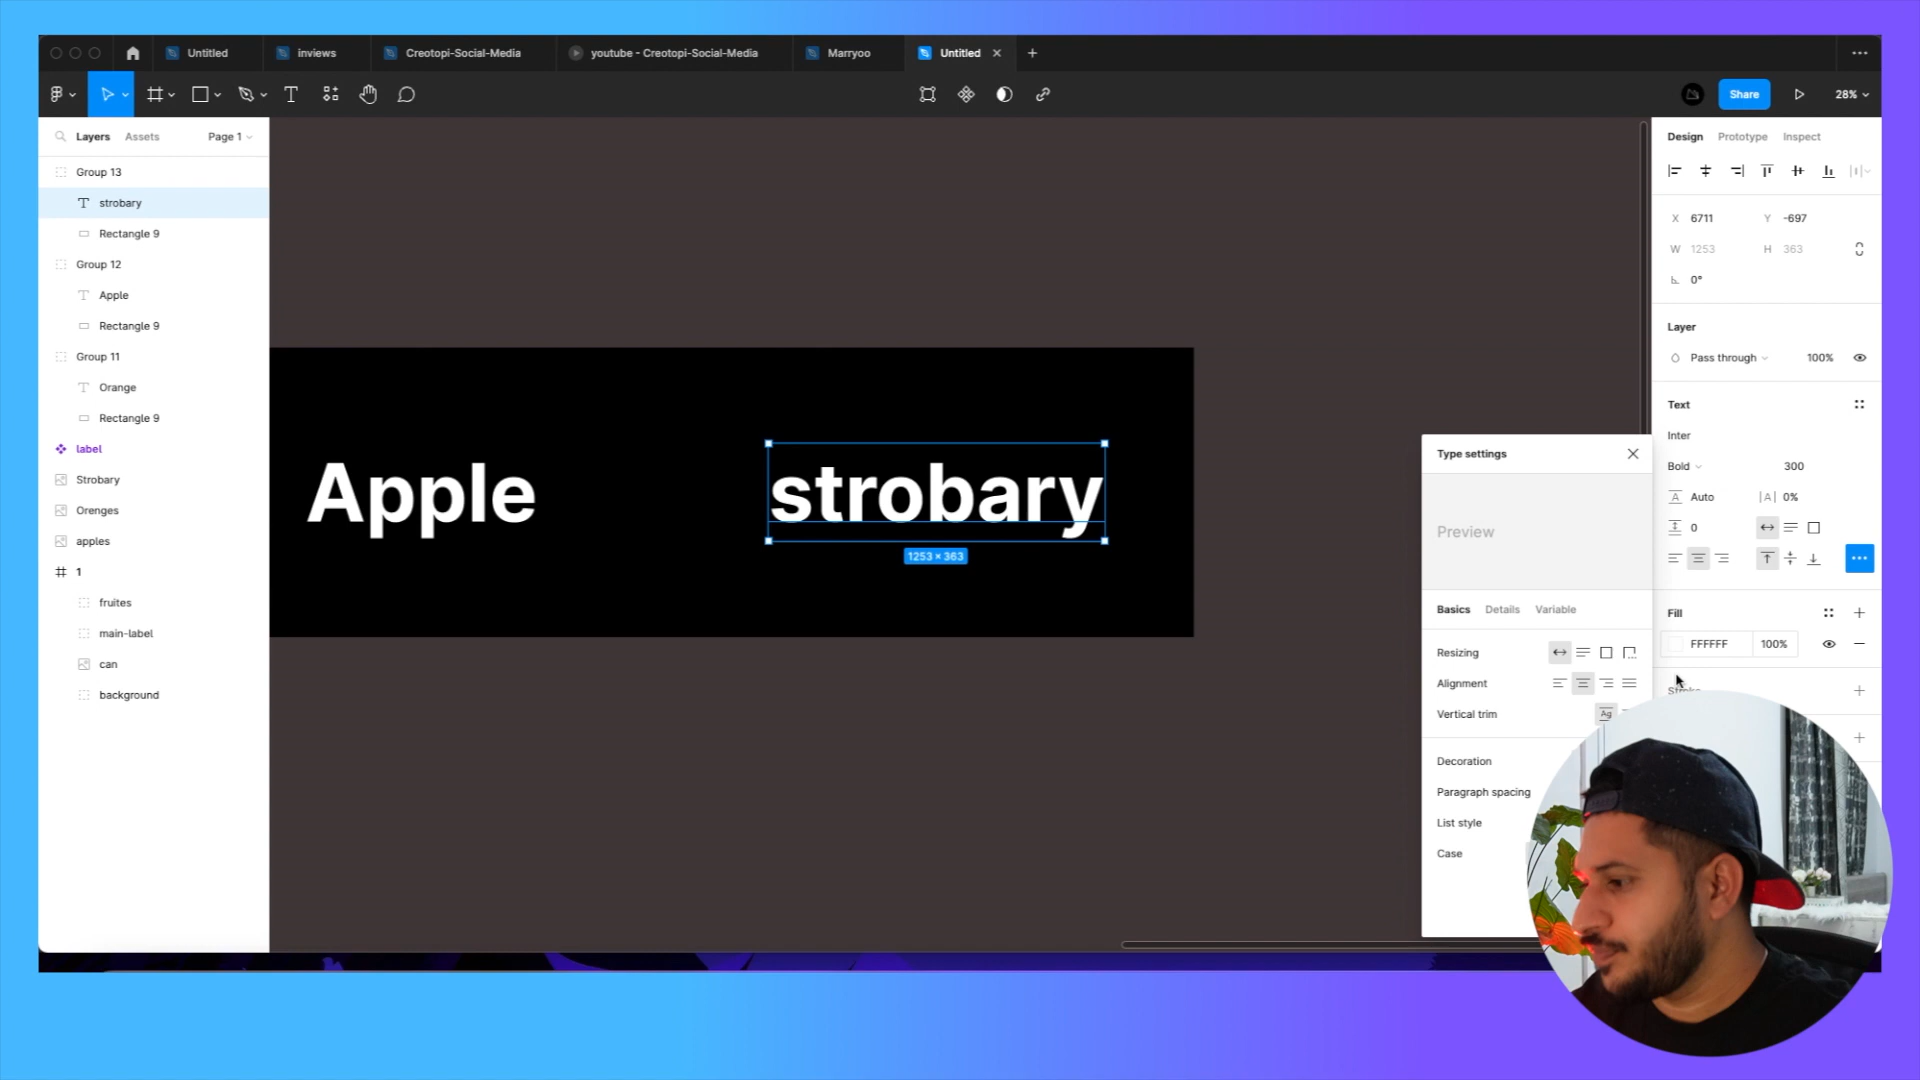 Untitled
inviews
Creotopi-Social-Media
youtube - Creotopi-Social-Media
Marryoo
Untitled
Share
28%
Layers
Assets
Page 1
Group 13
strobary
Rectangle 9
Group 12
Apple
Rectangle 9
Group 11
Orange
Rectangle 9
label
Strobary
Orenges
apples
1
fruites
main-label
can
background
Apple
strobary
1253 × 363
Type settings
Preview
Basics
Details
Variable
Resizing
Alignment
Vertical trim
Ag
Decoration
Paragraph spacing
List style
Case
Design
Prototype
Inspect
X 6711
Y -697
W 1253
H 363
0°
Layer
Pass through
100%
Text
Inter
Bold
300
A Auto
|A| 0%
0
Fill
FFFFFF
100%
Stroke